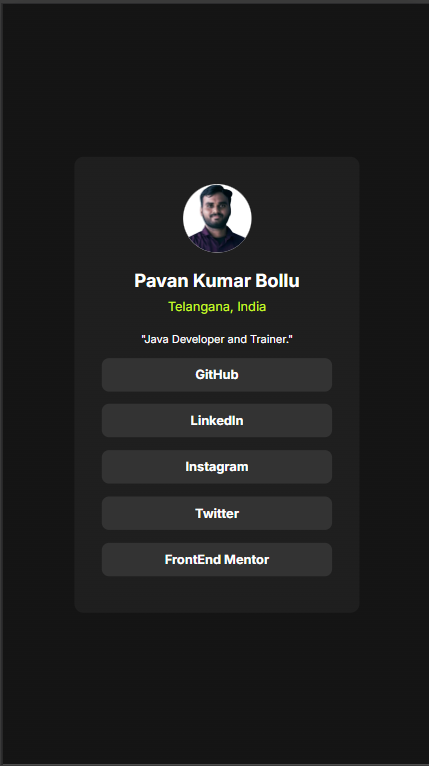 Pavan Kumar Bollu
Telangana, India
"Java Developer and Trainer."
GitHub
LinkedIn
Instagram
Twitter
FrontEnd Mentor